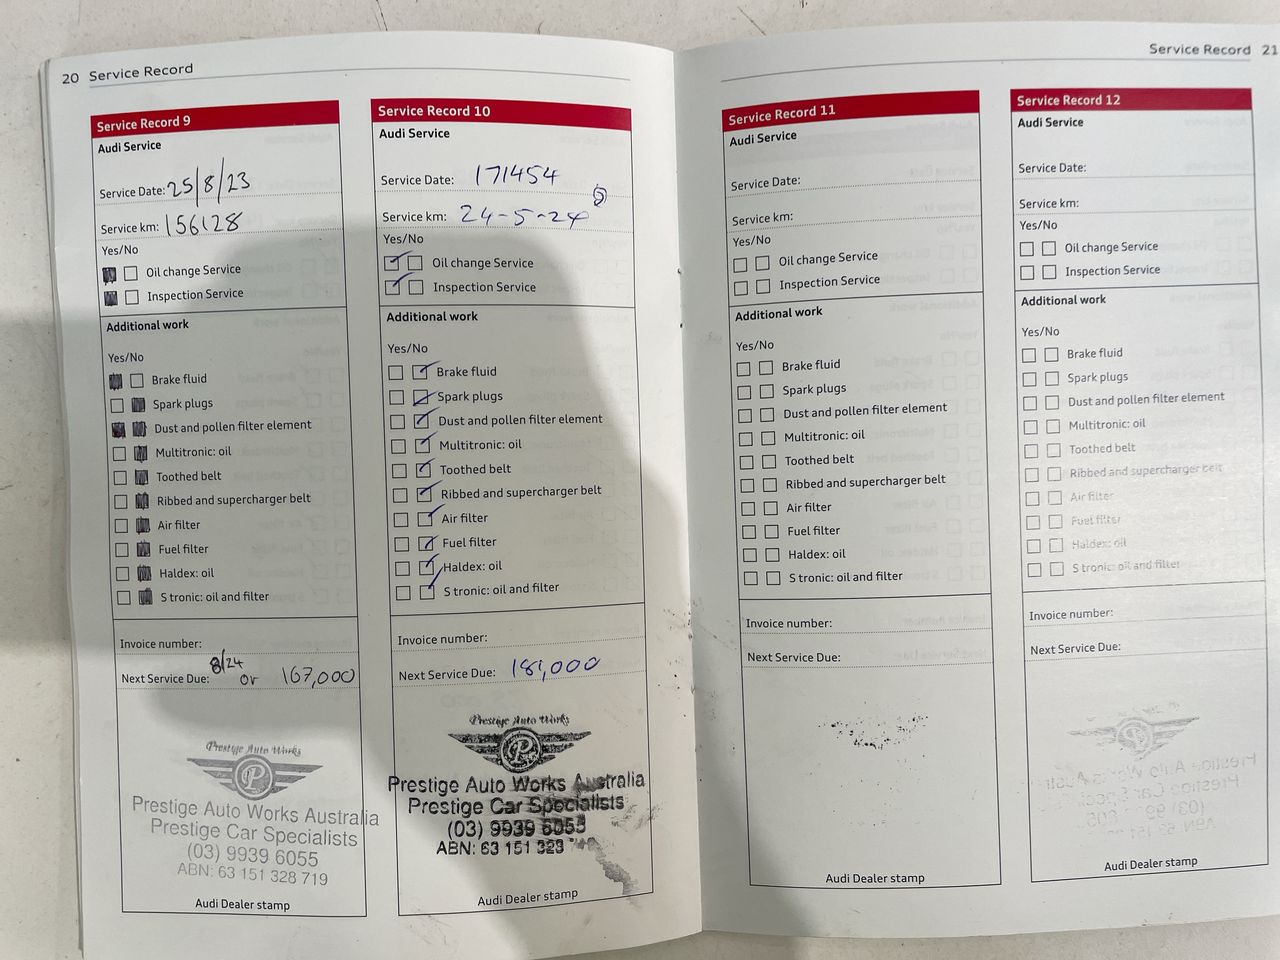 20 Service Record
Service Record 9
Audi Service
Service Date: 25/8/23
Service km: 156128
Yes/No
Oil change Service
Inspection Service
Additional work
Yes/No
Brake fluid
Spark plugs
Dust and pollen filter element
Multitronic: oil
Toothed belt
Ribbed and supercharger belt
Air filter
Fuel filter
Haldex: oil
S tronic: oil and filter
Invoice number:
Next Service Due: 8/24 or 167,000
Prestige Auto Works
Prestige Auto Works Australia
Prestige Car Specialists
(03) 9939 6055
ABN: 63 151 328 719
Audi Dealer stamp
Service Record 10
Audi Service
Service Date: 171454
Service km: 24-5-24
Yes/No
Oil change Service
Inspection Service
Additional work
Yes/No
Brake fluid
Spark plugs
Dust and pollen filter element
Multitronic: oil
Toothed belt
Ribbed and supercharger belt
Air filter
Fuel filter
Haldex: oil
S tronic: oil and filter
Invoice number:
Next Service Due: 181,000
Prestige Auto Works
Prestige Auto Works Australia
Prestige Car Specialists
(03) 9939 6055
ABN: 63 151 328
Audi Dealer stamp
Service Record 21
Service Record 11
Audi Service
Service Date:
Service km:
Yes/No
Oil change Service
Inspection Service
Additional work
Yes/No
Brake fluid
Spark plugs
Dust and pollen filter element
Multitronic: oil
Toothed belt
Ribbed and supercharger belt
Air filter
Fuel filter
Haldex: oil
S tronic: oil and filter
Invoice number:
Next Service Due:
Audi Dealer stamp
Service Record 12
Audi Service
Service Date:
Service km:
Yes/No
Oil change Service
Inspection Service
Additional work
Yes/No
Brake fluid
Spark plugs
Dust and pollen filter element
Multitronic: oil
Toothed belt
Ribbed and supercharger belt
Air filter
Fuel filter
Haldex: oil
S tronic: oil and filter
Invoice number:
Next Service Due:
Audi Dealer stamp